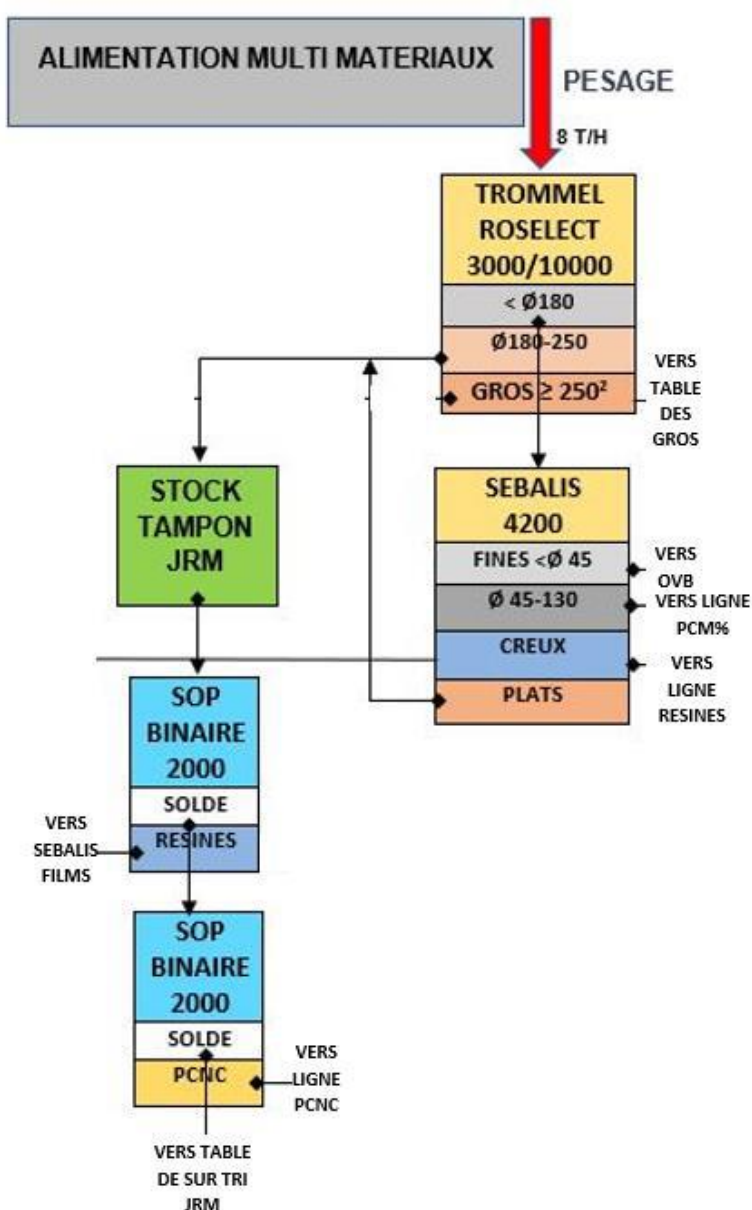 ALIMENTATION MULTI MATERIAUX
PESAGE
8 T/H
TROMMEL
ROSELECT
3000/10000
< Ø180
Ø180-250
GROS ≥ 250²
VERS
TABLE
DES
GROS
STOCK
TAMPON
JRM
SEBALIS
4200
FINES <Ø 45
VERS
OVB
Ø 45-130
VERS LIGNE
PCM%
CREUX
VERS
LIGNE
RESINES
PLATS
SOP
BINAIRE
2000
SOLDE
RESINES
VERS
SEBALIS
FILMS
SOP
BINAIRE
2000
SOLDE
PCNC
VERS
LIGNE
PCNC
VERS TABLE
DE SUR TRI
JRM